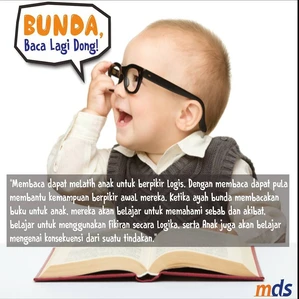 BUNDA,
Baca Lagi Dong!
"Membaca dapat melatih anak untuk berpikir logis. Dengan membaca dapat pula
membantu kemampuan berpikir awal mereka. Ketika ayah bunda membacakan
buku untuk anak, mereka akan belajar untuk memahami sebab dan akibat,
belajar untuk menggunakan fikiran secara Logika, serta Anak juga akan belajar
mengenai konsekuensi dari suatu tindakan."
mds